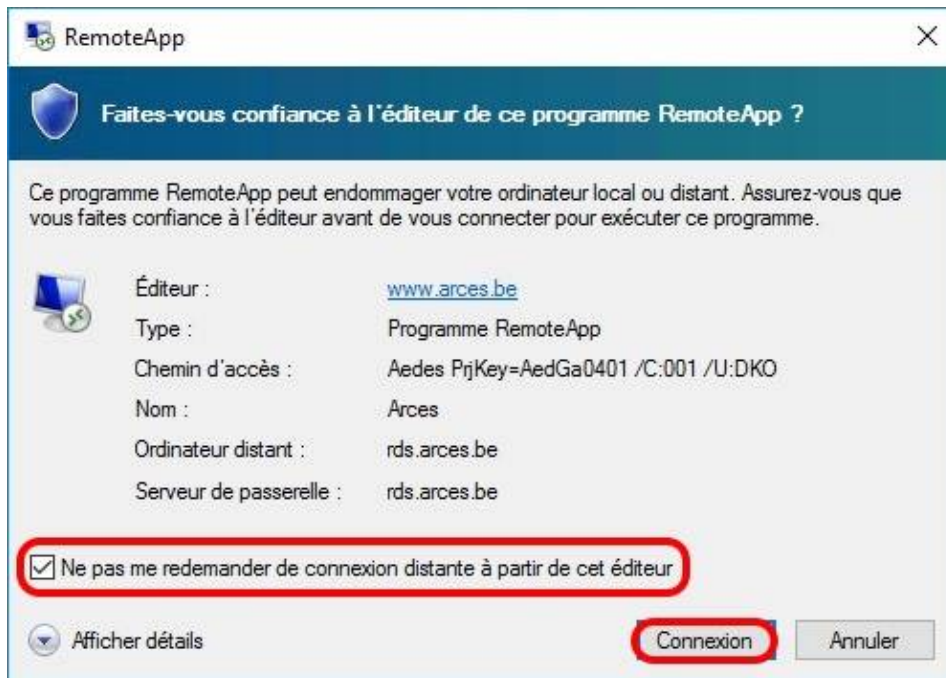 RemoteApp
Faites-vous confiance à l'éditeur de ce programme RemoteApp ?
Ce programme RemoteApp peut endommager votre ordinateur local ou distant. Assurez-vous que
vous faites confiance à l'éditeur avant de vous connecter pour exécuter ce programme.
Éditeur : www.arces.be
Type : Programme RemoteApp
Chemin d'accès : Aedes PrjKey=AedGa0401 /C:001 /U:DKO
Nom : Arces
Ordinateur distant : rds.arces.be
Serveur de passerelle : rds.arces.be
Ne pas me redemander de connexion distante à partir de cet éditeur
Afficher détails Connexion Annuler